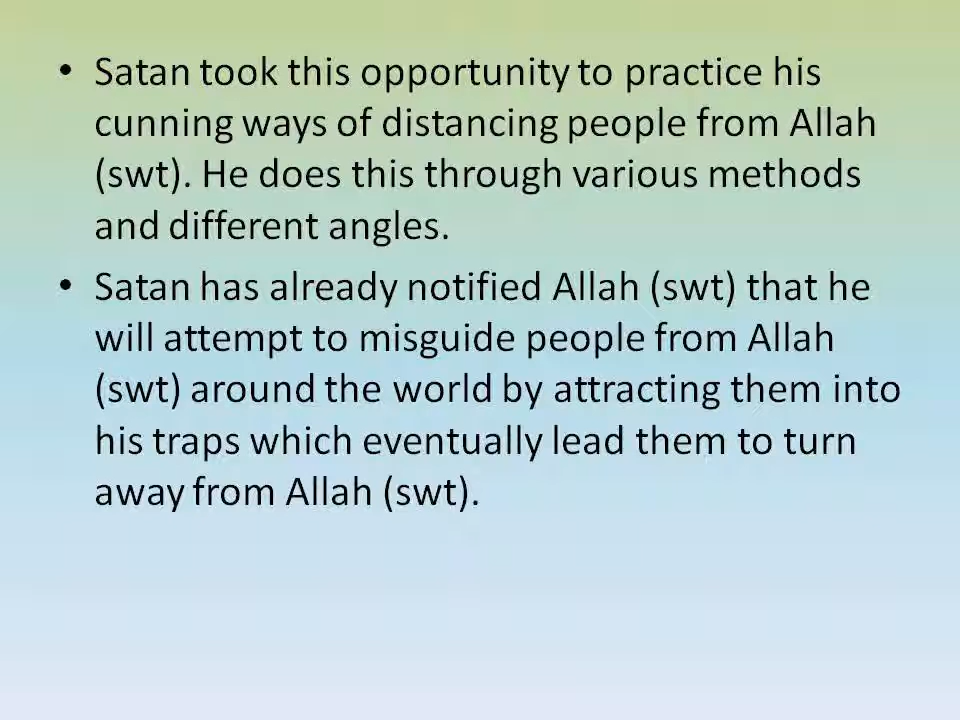 • Satan took this opportunity to practice his
cunning ways of distancing people from Allah
(swt). He does this through various methods
and different angles.
• Satan has already notified Allah (swt) that he
will attempt to misguide people from Allah
(swt) around the world by attracting them into
his traps which eventually lead them to turn
away from Allah (swt).